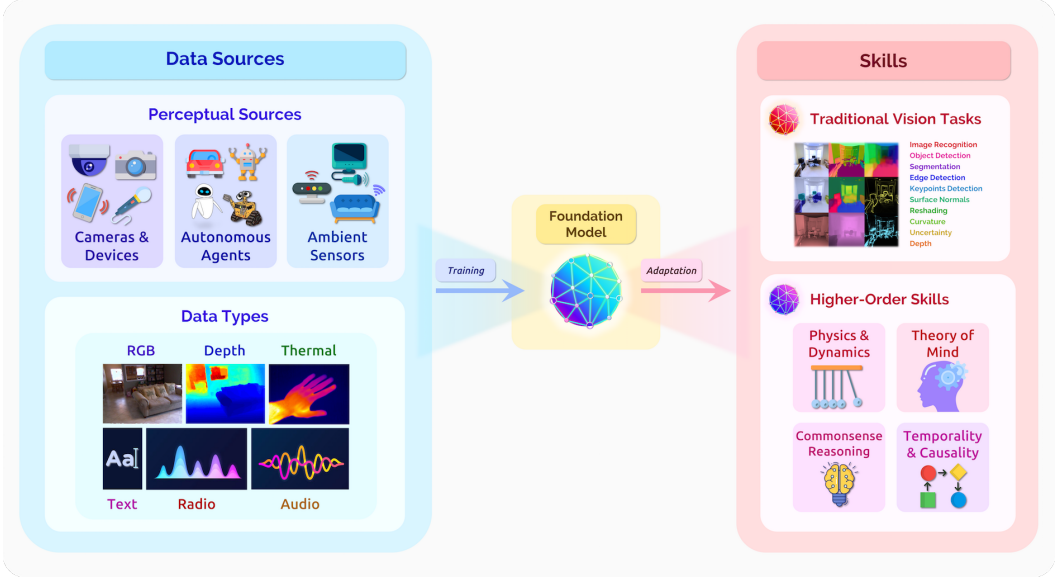 Data Sources
Perceptual Sources
Cameras &
Devices
Autonomous
Agents
Ambient
Sensors
Data Types
RGB
Depth
Thermal
Aa
Text
Radio
Audio
Training
Foundation
Model
Adaptation
Skills
Traditional Vision Tasks
Image Recognition
Object Detection
Segmentation
Edge Detection
Keypoints Detection
Surface Normals
Reshading
Curvature
Uncertainty
Depth
Higher-Order Skills
Physics &
Dynamics
Theory of
Mind
Commonsense
Reasoning
Temporality
& Causality